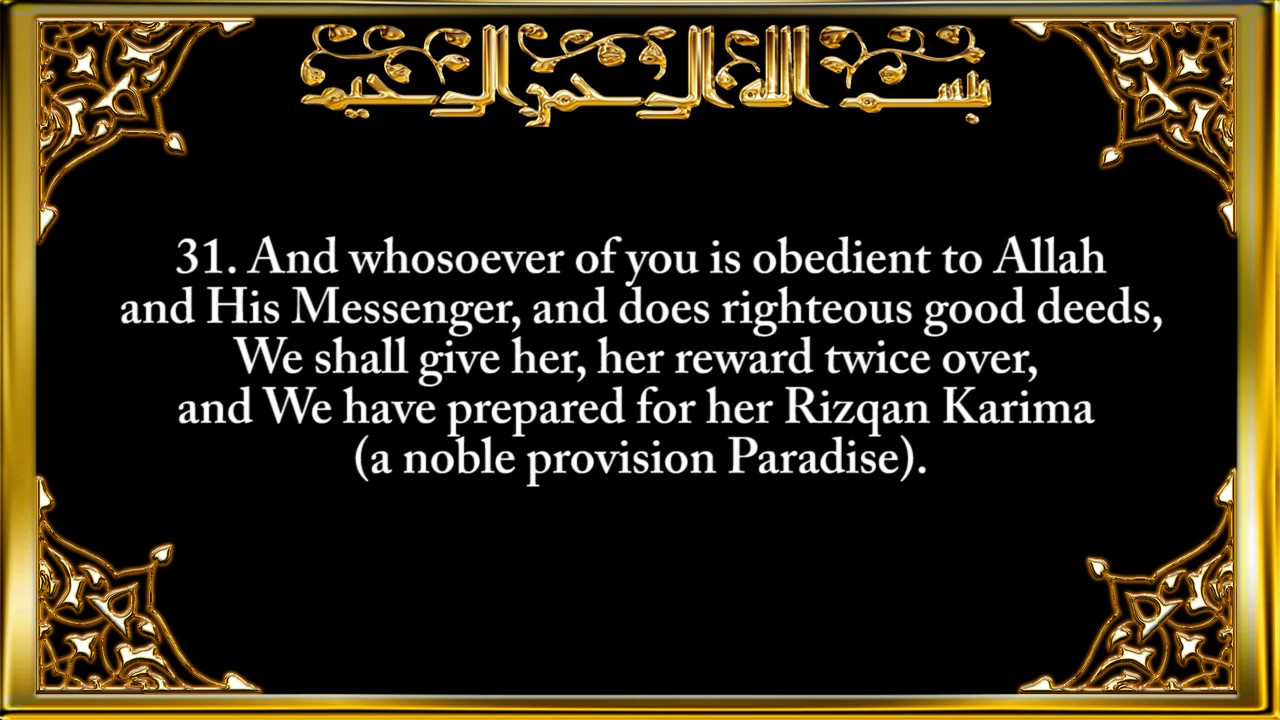 بسم الله الرحمن الرحيم
31. And whosoever of you is obedient to Allah
and His Messenger, and does righteous good deeds,
We shall give her, her reward twice over,
and We have prepared for her Rizqan Karima
(a noble provision Paradise).